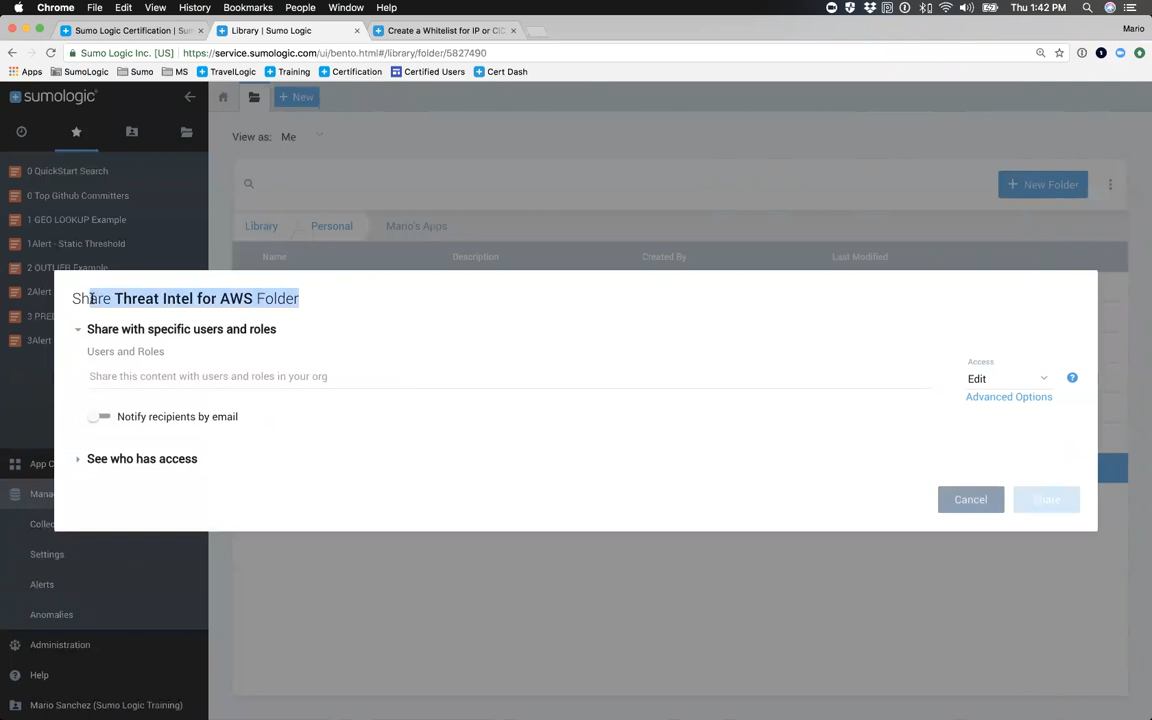 Chrome File Edit View History Bookmarks People Window Help
Thu 1:42 PM
Sumo Logic Certification | Sum
Library | Sumo Logic
Create a Whitelist for IP or CID
Mario
Sumo Logic Inc. [US] https://service.sumologic.com/ui/bento.html#/library/folder/5827490
Apps SumoLogic Sumo MS TravelLogic Training Certification Certified Users Cert Dash
sumologic
+ New
View as: Me
0 QuickStart Search
0 Top Github Committers
1 GEO LOOKUP Example
1Alert - Static Threshold
2 OUTLIER Example
2Alert
3 PRED
3Alert
+ New Folder
Library Personal Mario's Apps
Name Description Created By Last Modified
Share Threat Intel for AWS Folder
Share with specific users and roles
Users and Roles
Share this content with users and roles in your org
Access
Edit
?
Advanced Options
Notify recipients by email
See who has access
Cancel Share
App C
Mana
Collec
Settings
Alerts
Anomalies
Administration
Help
Mario Sanchez (Sumo Logic Training)